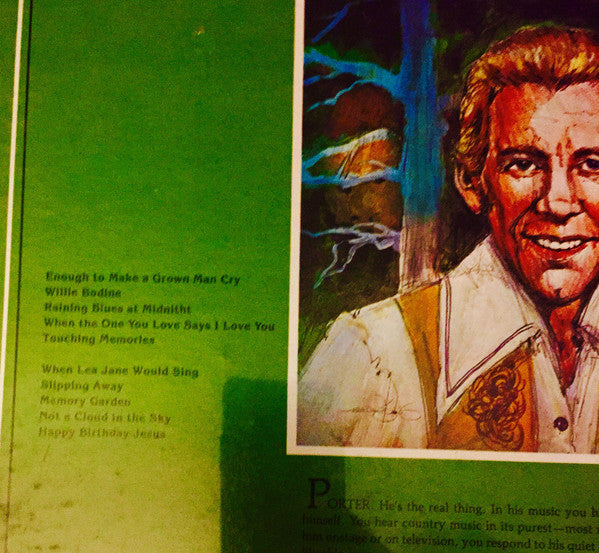 Enough to Make a Grown Man Cry
Willie Bodine
Raining Blues at Midnight
When the One You Love Says I Love You
Touching Memories
When Lea Jane Would Sing
Slipping Away
Memory Garden
Not a Cloud in the Sky
Happy Birthday Jesus
PORTER. He's the real thing. In his music you h
himself. You hear country music in its purest—most
him onstage or on television, you respond to his quiet